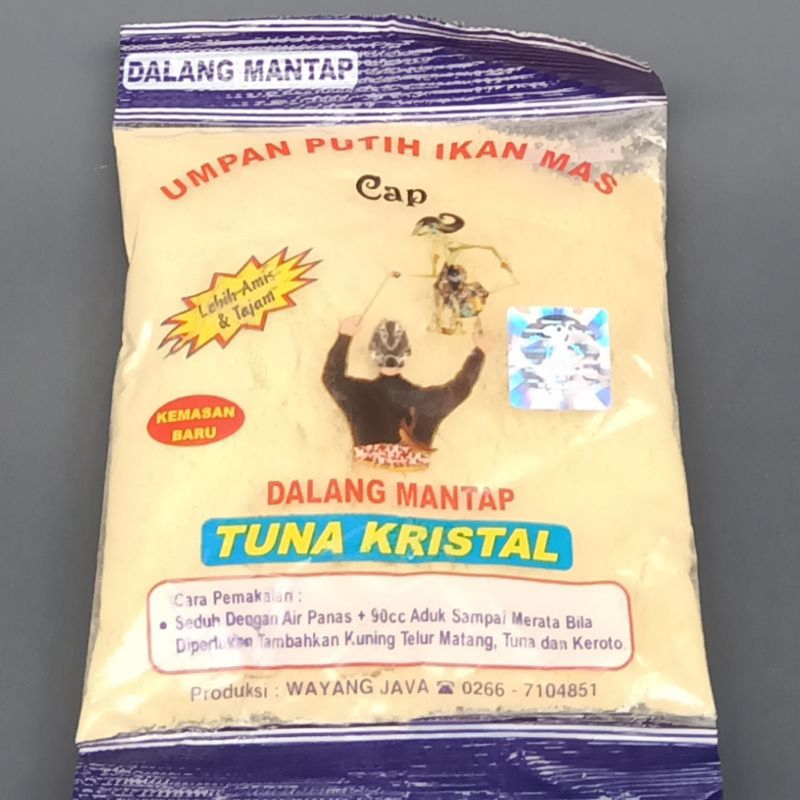 DALANG MANTAP
UMPAN PUTIH IKAN MAS
Cap
Lebih Amis
& Tajam
KEMASAN
BARU
DALANG MANTAP
TUNA KRISTAL
Cara Pemakaian :
• Seduh Dengan Air Panas + 90cc Aduk Sampai Merata Bila
Diperlukan Tambahkan Kuning Telur Matang, Tuna dan Keroto.
Produksi : WAYANG JAVA ☎ 0266 - 7104851